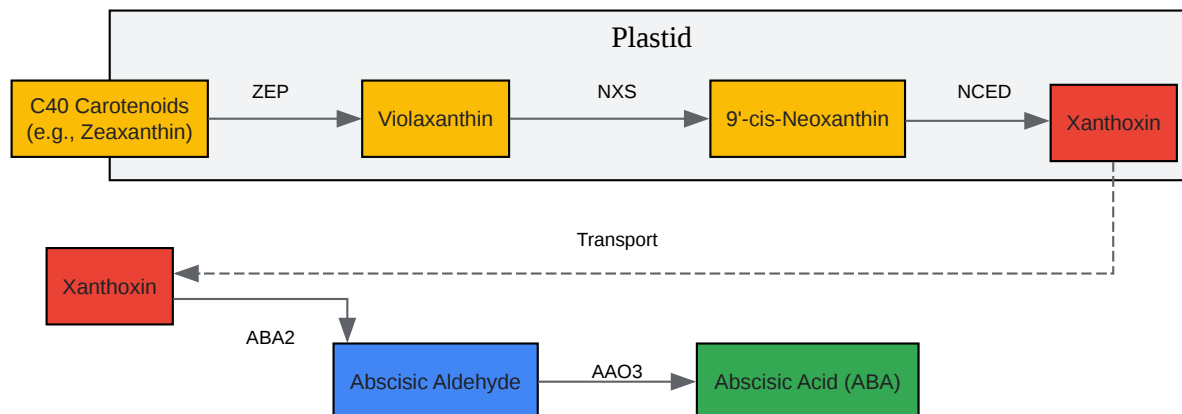 Plastid
C40 Carotenoids
(e.g., Zeaxanthin)
ZEP
Violaxanthin
NXS
9'-cis-Neoxanthin
NCED
Xanthoxin
Transport
Xanthoxin
ABA2
Abscisic Aldehyde
AAO3
Abscisic Acid (ABA)